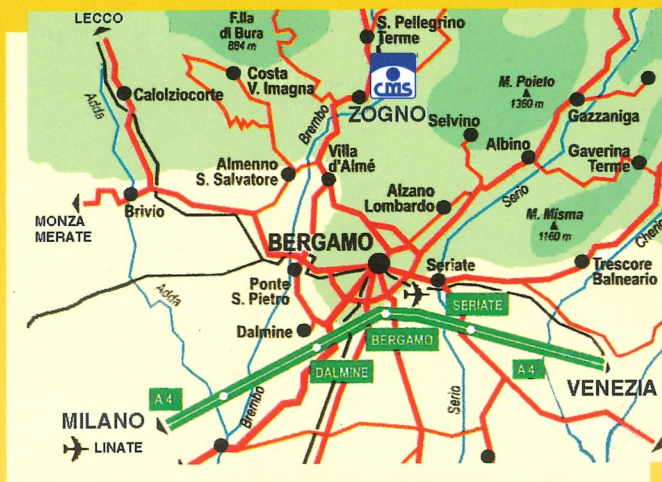 LECCO
F.lla
di Bura
884 m
S. Pellegrino
Terme
Costa
V. Imagna
cms
M. Poieto
1360 m
Calolziocorte
Adda
Brembo
ZOGNO
Selvino
Gazzaniga
Albino
Gaverina
Terme
Almenno
S. Salvatore
Villa
d'Almé
Alzano
Lombardo
Serio
M. Misma
1160 m
Brivio
MONZA
MERATE
BERGAMO
Seriate
Trescore
Balneario
Ponte
S. Pietro
Adda
SERIATE
Dalmine
BERGAMO
DALMINE
A 4
A 4
VENEZIA
Brembo
Serio
MILANO
LINATE